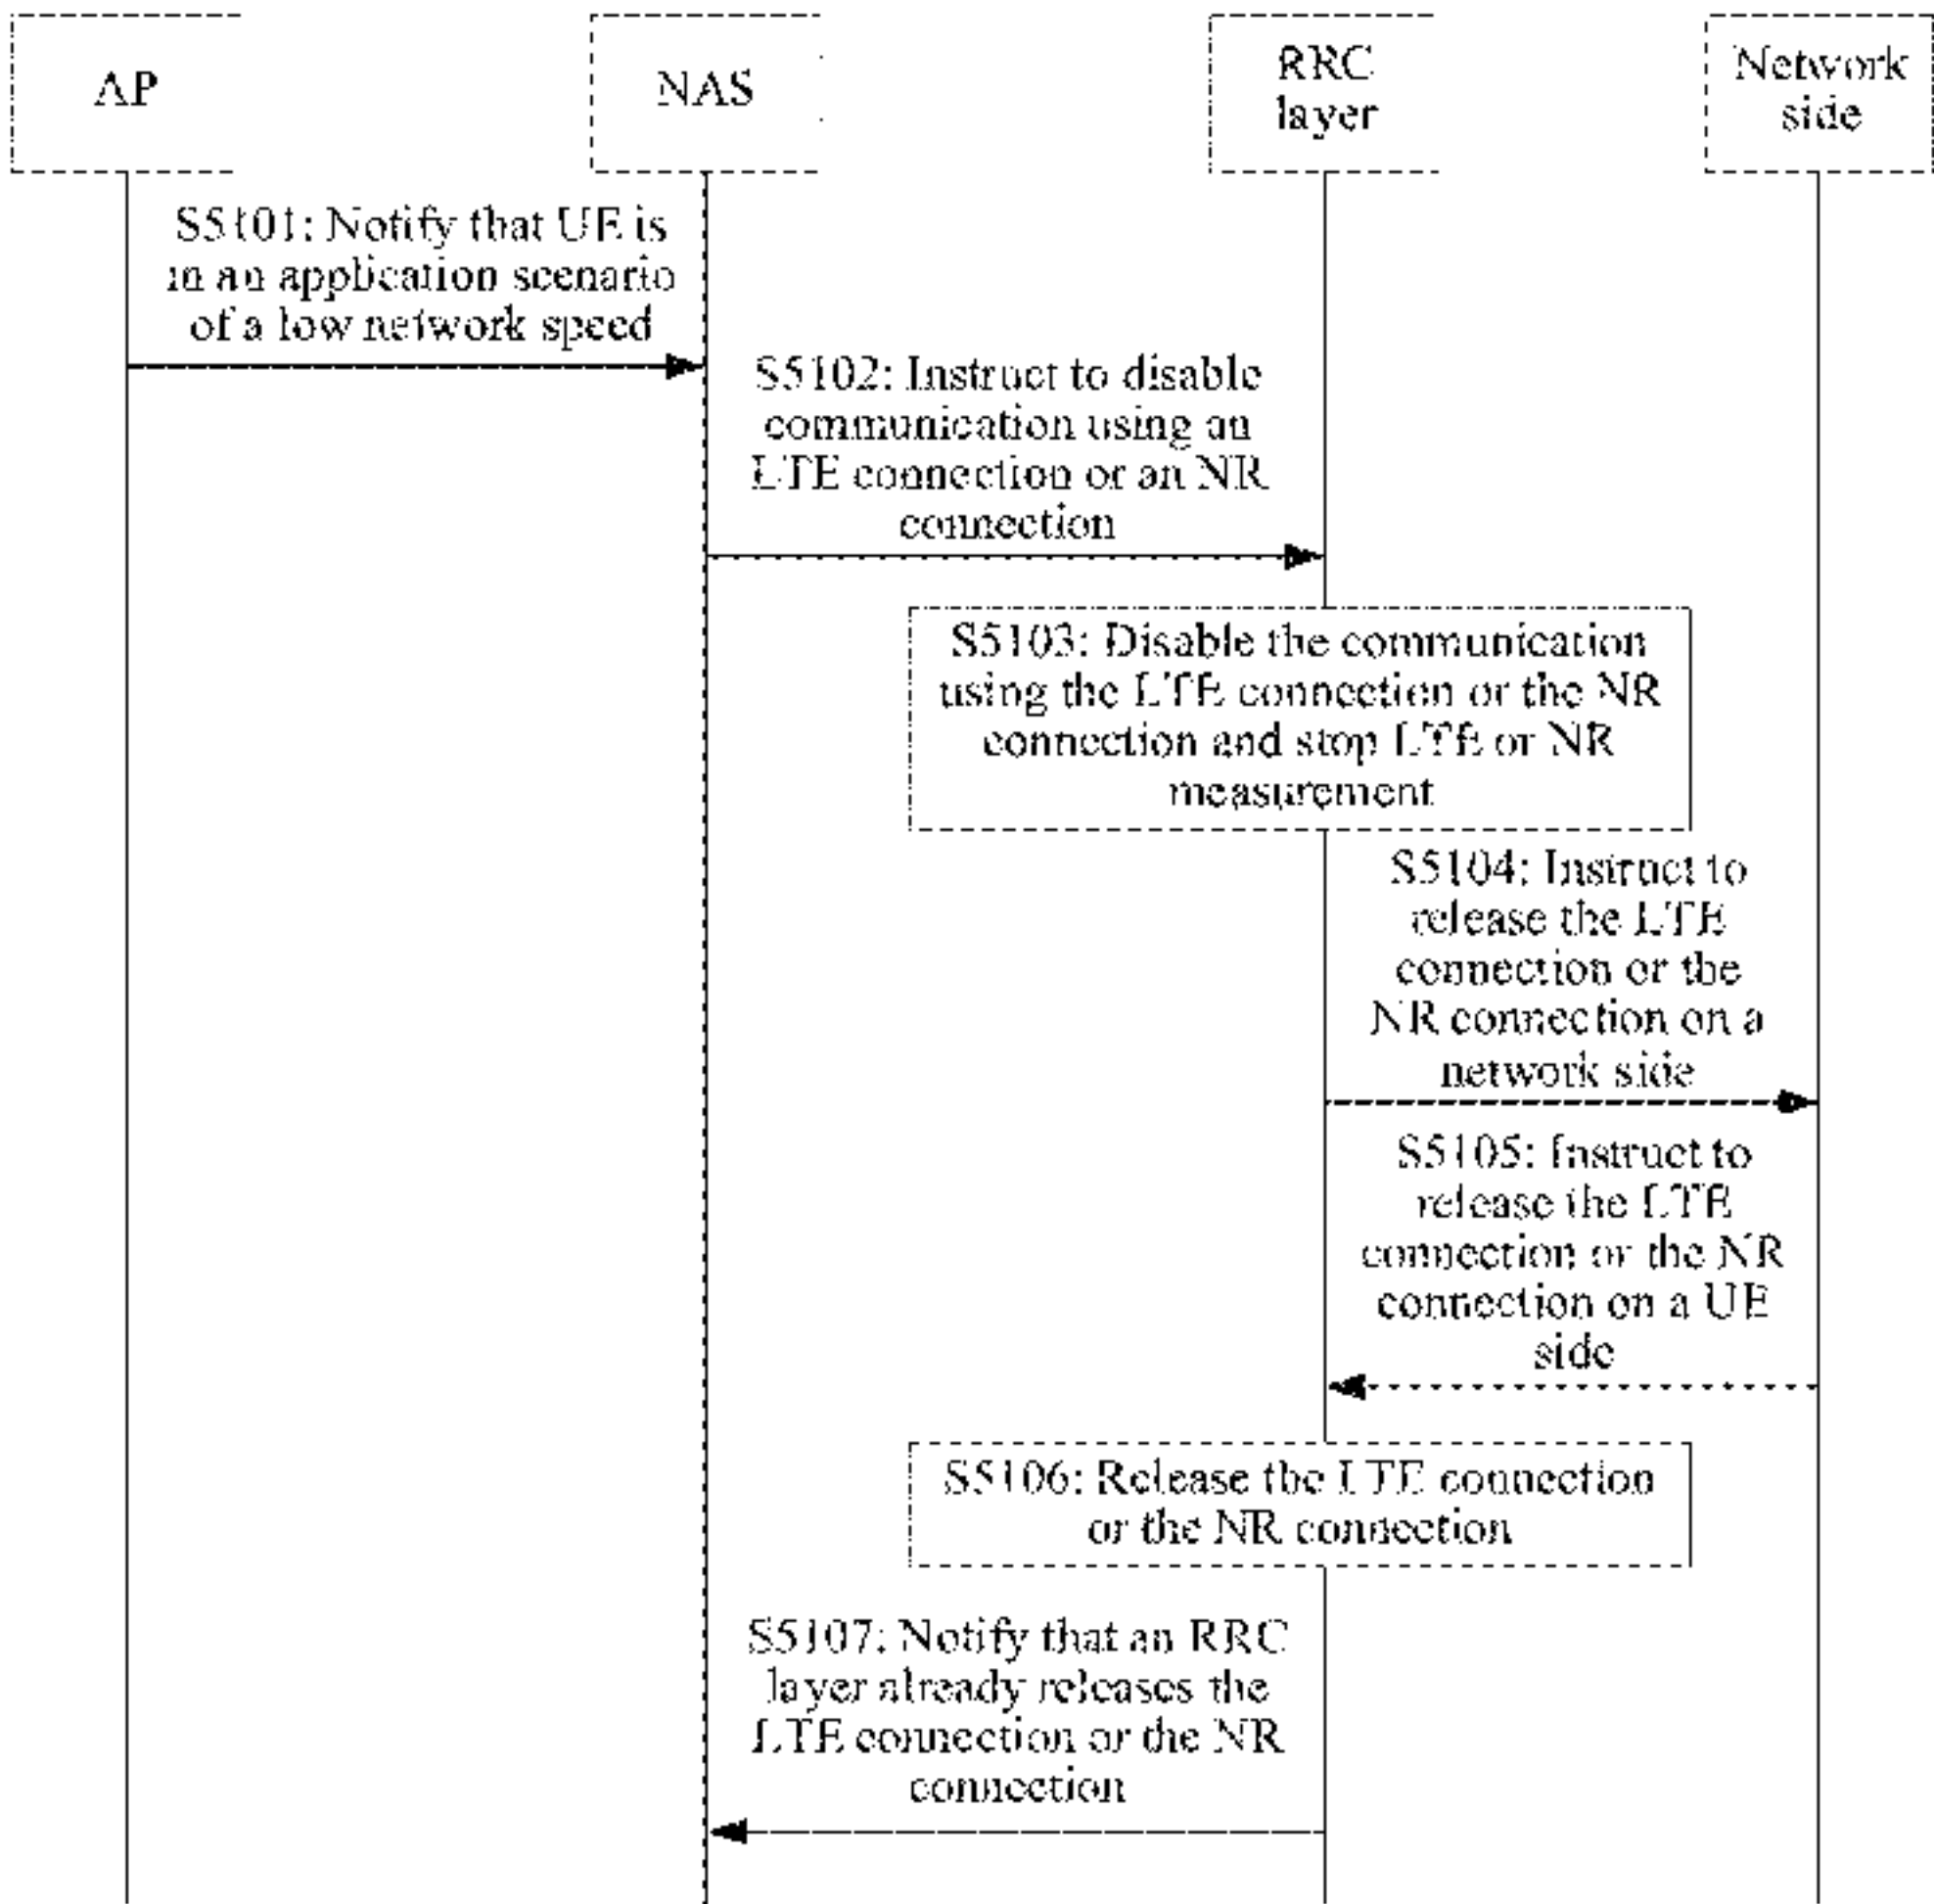 AP
NAS
RRC
layer
Network
side
S5101: Notify that UE is
in an application scenario
of a low network speed
S5102: Instruct to disable
communication using an
LTE connection or an NR
connection
S5103: Disable the communication
using the LTE connection or the NR
connection and stop LTE or NR
measurement
S5104: Instruct to
release the LTE
connection or the
NR connection on a
network side
S5105: Instruct to
release the LTE
connection or the NR
connection on a UE
side
S5106: Release the LTE connection
or the NR connection
S5107: Notify that an RRC
layer already releases the
LTE connection or the NR
connection